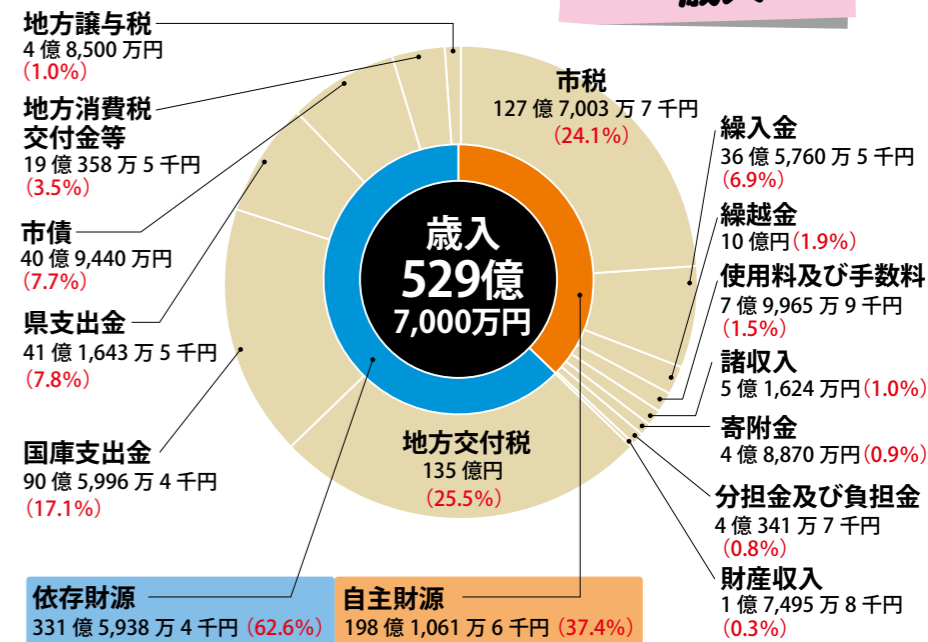 地方譲与税
4億8,500万円
(1.0%)
地方消費税
交付金等
19億358万5千円
(3.5%)
市債
40億9,440万円
(7.7%)
県支出金
41億1,643万5千円
(7.8%)
国庫支出金
90億5,996万4千円
(17.1%)
市税
127億7,003万7千円
(24.1%)
歳入
529億
7,000万円
地方交付税
135億円
(25.5%)
繰入金
36億5,760万5千円
(6.9%)
繰越金
10億円(1.9%)
使用料及び手数料
7億9,965万9千円
(1.5%)
諸収入
5億1,624万円(1.0%)
寄附金
4億8,870万円(0.9%)
分担金及び負担金
4億341万7千円
(0.8%)
財産収入
1億7,495万8千円
(0.3%)
依存財源
331億5,938万4千円(62.6%)
自主財源
198億1,061万6千円(37.4%)